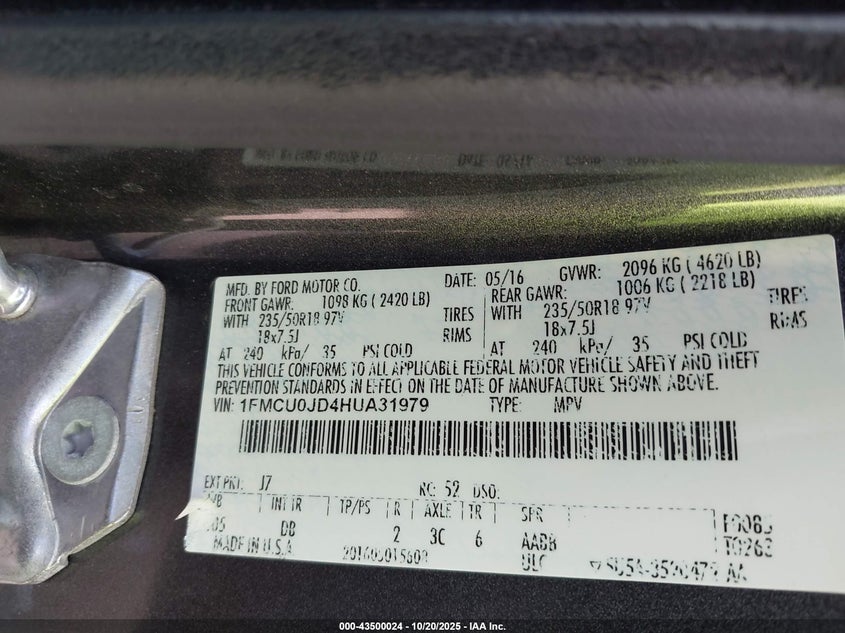 MFD. BY FORD MOTOR CO. DATE: 05/16 GVWR: 2096 KG ( 4620 LB)
FRONT GAWR: 1098 KG ( 2420 LB) REAR GAWR: 1006 KG ( 2218 LB)
WITH 235/50R18 97V TIRES WITH 235/50R18 97V TIRES
18x7.5J RIMS 18x7.5J RIMS
AT 240 kPa/ 35 PSI COLD AT 240 kPa/ 35 PSI COLD
THIS VEHICLE CONFORMS TO ALL APPLICABLE FEDERAL MOTOR VEHICLE SAFETY AND THEFT
PREVENTION STANDARDS IN EFFECT ON THE DATE OF MANUFACTURE SHOWN ABOVE.
VIN: 1FMCU0JD4HUA31979 TYPE: MPV
EXT PNT: J7 RC: 52 DSO:
WB INT TR TP/PS R AXLE TR SPR
DB 2 3C 6 AABB
MADE IN U.S.A. ULC
000-43500024 | 10/20/2025 | IAA Inc.